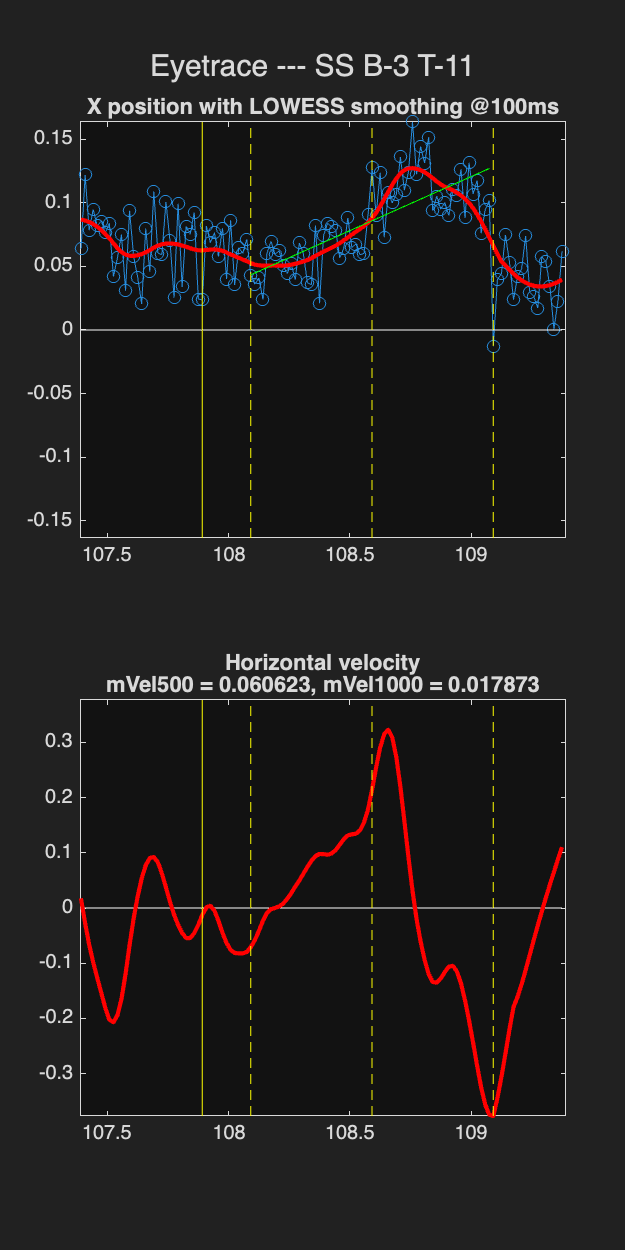 Eyetrace --- SS B-3 T-11
X position with LOWESS smoothing @100ms
0.15
0.1
0.05
0
-0.05
-0.1
-0.15
107.5 108 108.5 109
Horizontal velocity
mVel500 = 0.060623, mVel1000 = 0.017873
0.3
0.2
0.1
0
-0.1
-0.2
-0.3
107.5 108 108.5 109